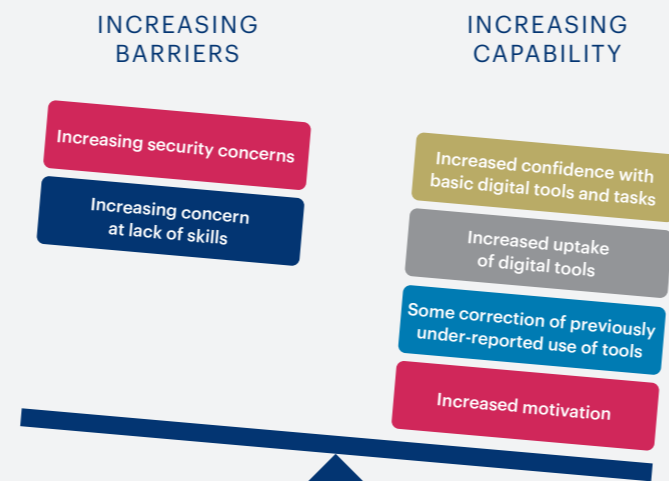 INCREASING
BARRIERS
Increasing security concerns
Increasing concern
at lack of skills
INCREASING
CAPABILITY
Increased confidence with
basic digital tools and tasks
Increased uptake
of digital tools
Some correction of previously
under-reported use of tools
Increased motivation